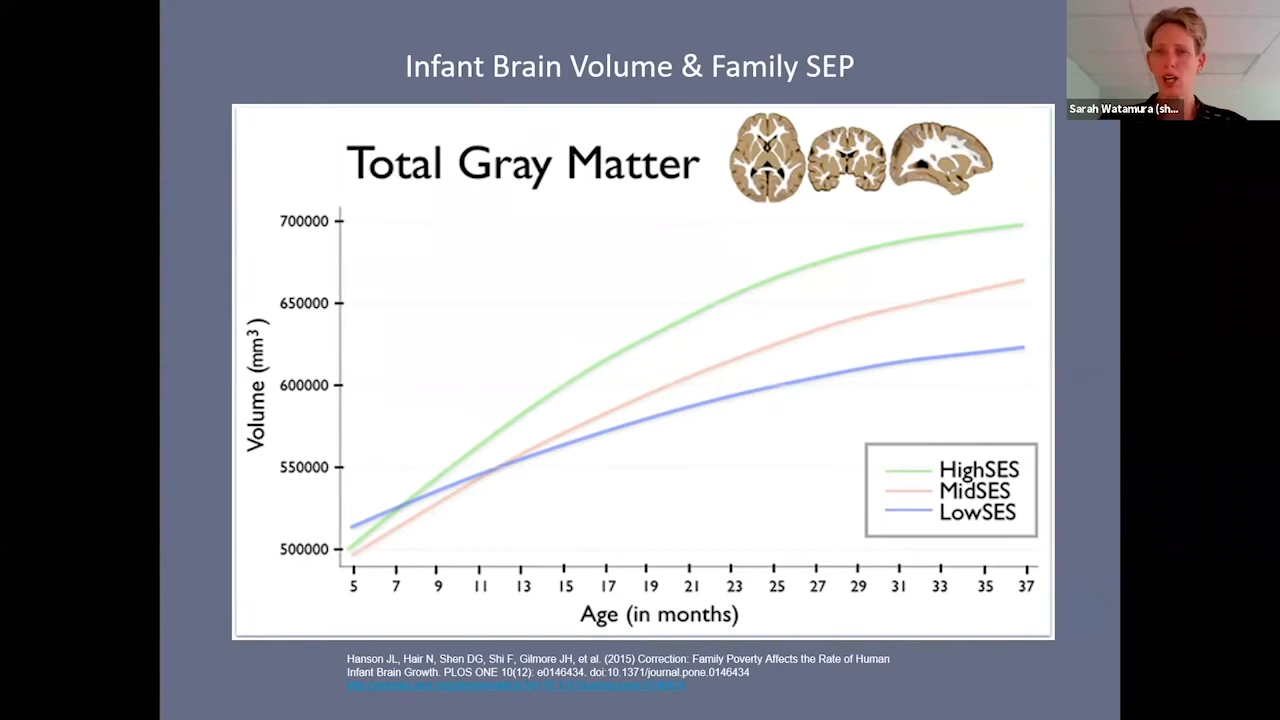 Infant Brain Volume & Family SEP
Sarah Watamura (sh...
Total Gray Matter
700000
650000
600000
550000
500000
Volume (mm³)
HighSES
MidSES
LowSES
5 7 9 11 13 15 17 19 21 23 25 27 29 31 33 35 37
Age (in months)
Hanson JL, Hair N, Shen DG, Shi F, Gilmore JH, et al. (2015) Correction: Family Poverty Affects the Rate of Human
Infant Brain Growth. PLOS ONE 10(12): e0146434. doi:10.1371/journal.pone.0146434